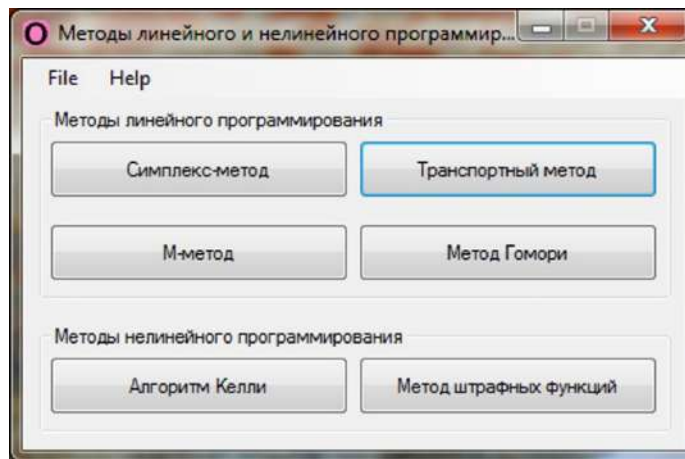 Методы линейного и нелинейного программир...
File Help
Методы линейного программирования
Симплекс-метод Транспортный метод
М-метод Метод Гомори
Методы нелинейного программирования
Алгоритм Келли Метод штрафных функций